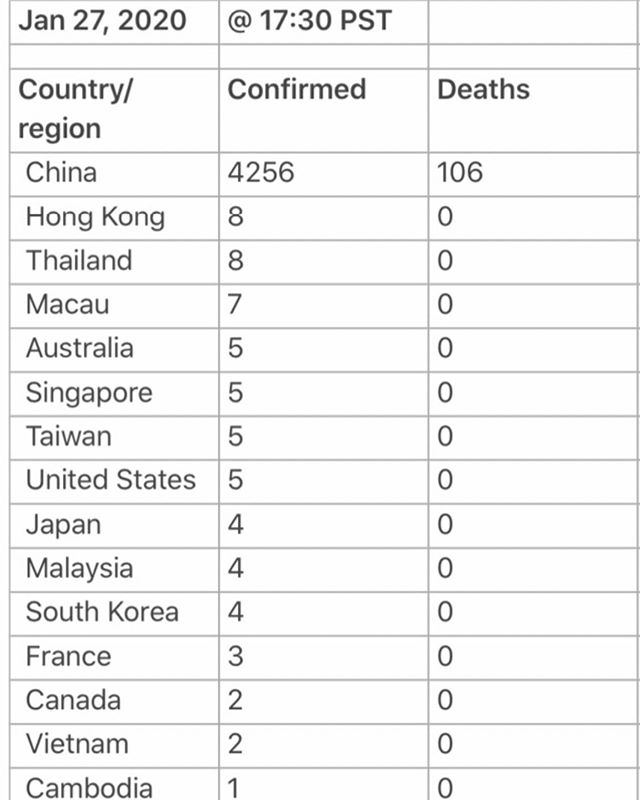 Jan 27, 2020 @ 17:30 PST
Country/ Confirmed Deaths
region
China 4256 106
Hong Kong 8 0
Thailand 8 0
Macau 7 0
Australia 5 0
Singapore 5 0
Taiwan 5 0
United States 5 0
Japan 4 0
Malaysia 4 0
South Korea 4 0
France 3 0
Canada 2 0
Vietnam 2 0
Cambodia 1 0